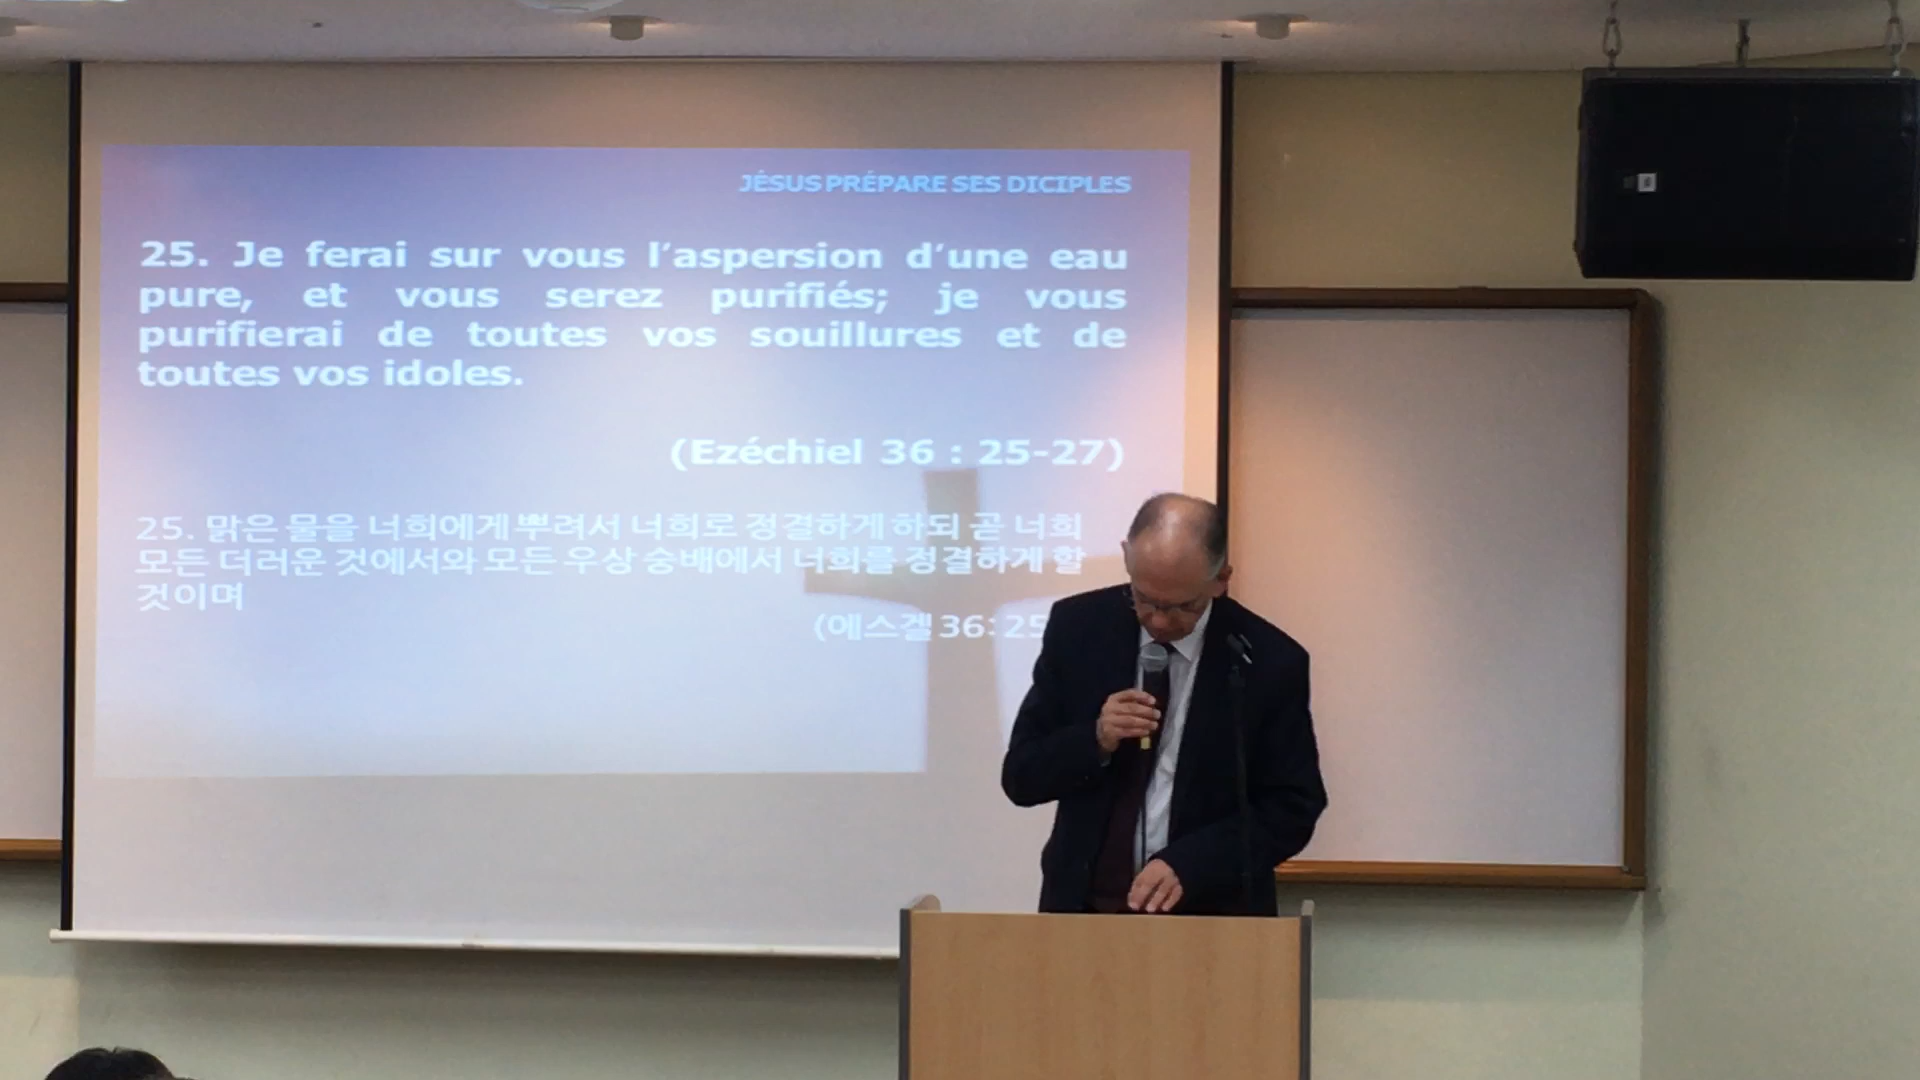 JÉSUS PRÉPARE SES DICIPLES
25. Je ferai sur vous l'aspersion d'une eau
pure, et vous serez purifiés; je vous
purifierai de toutes vos souillures et de
toutes vos idoles.
(Ezéchiel 36 : 25-27)
25. 맑은 물을 너희에게 뿌려서 너희로 정결하게 하되 곧 너희
모든 더러운 것에서와 모든 우상 숭배에서 너희를 정결하게 할
것이며
(에스겔 36: 25